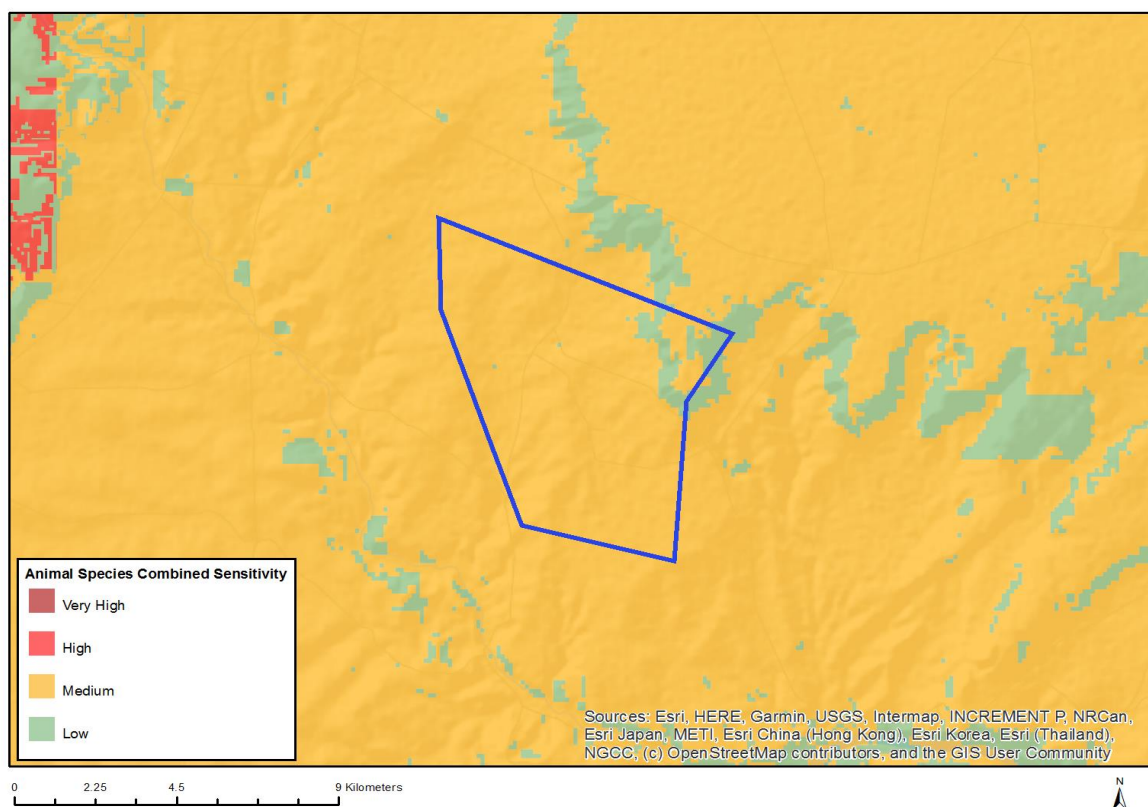 Animal Species Combined Sensitivity
Very High
High
Medium
Low
Sources: Esri, HERE, Garmin, USGS, Intermap, INCREMENT P, NRCan,
Esri Japan, METI, Esri China (Hong Kong), Esri Korea, Esri (Thailand),
NGCC, (c) OpenStreetMap contributors, and the GIS User Community
0 2.25 4.5 9 Kilometers
N